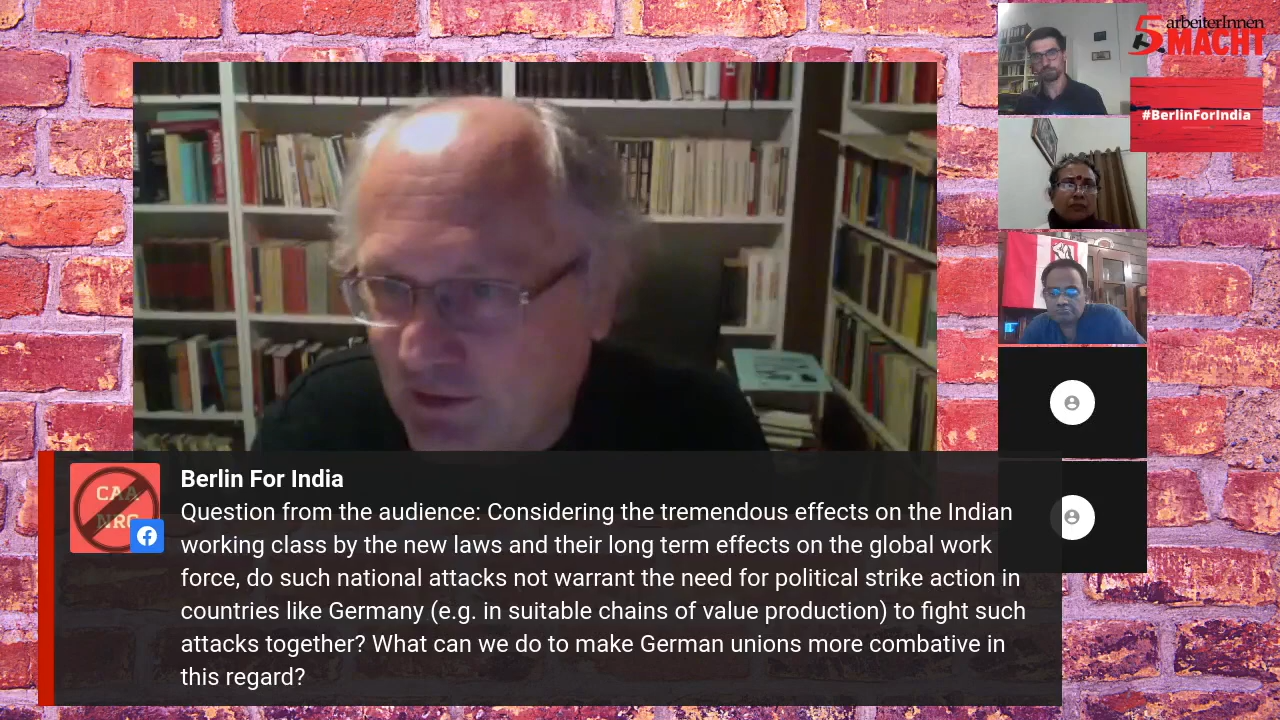 5 arbeiterInnen
MACHT
#BerlinForIndia
CAA
NRC
Berlin For India
Question from the audience: Considering the tremendous effects on the Indian
working class by the new laws and their long term effects on the global work
force, do such national attacks not warrant the need for political strike action in
countries like Germany (e.g. in suitable chains of value production) to fight such
attacks together? What can we do to make German unions more combative in
this regard?